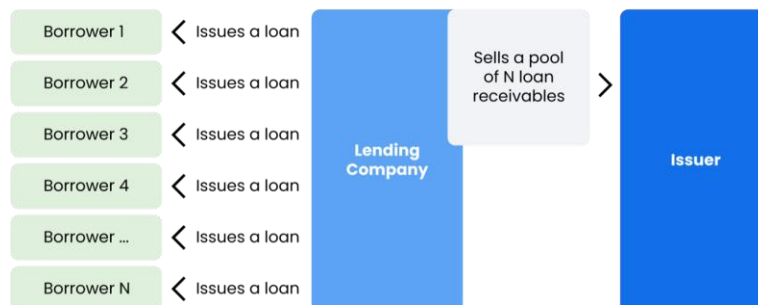 Borrower 1
Issues a loan
Borrower 2
Issues a loan
Borrower 3
Issues a loan
Borrower 4
Issues a loan
Borrower ...
Issues a loan
Borrower N
Issues a loan
Lending
Company
Sells a pool
of N loan
receivables
Issuer